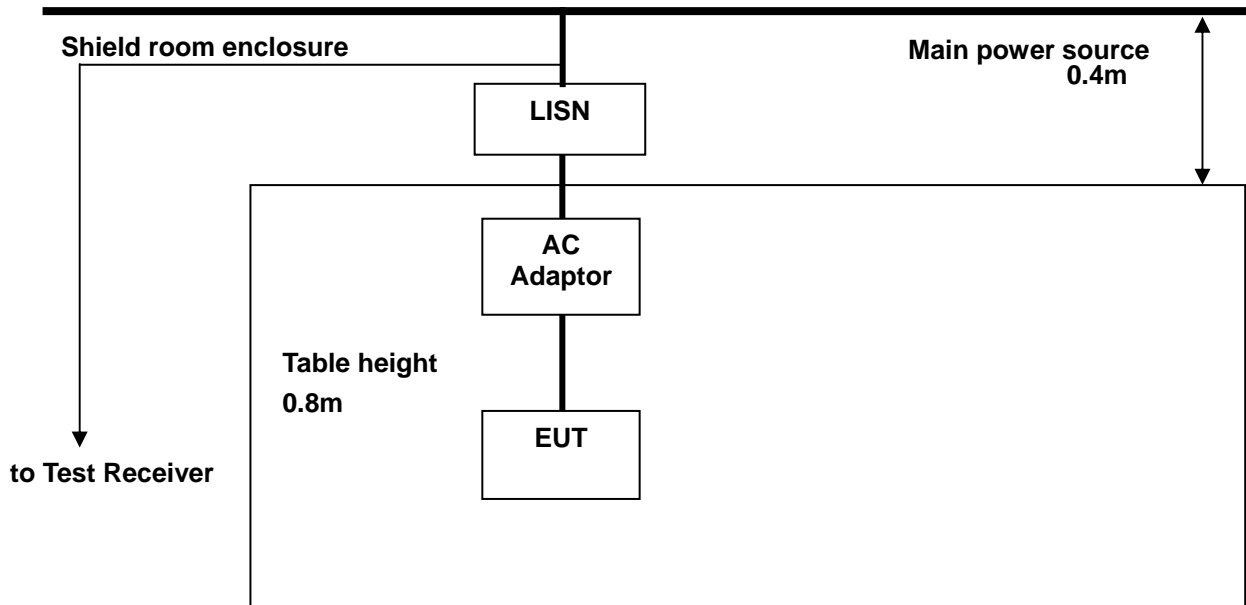 Shield room enclosure
Main power source
0.4m
LISN
AC
Adaptor
Table height
0.8m
EUT
to Test Receiver